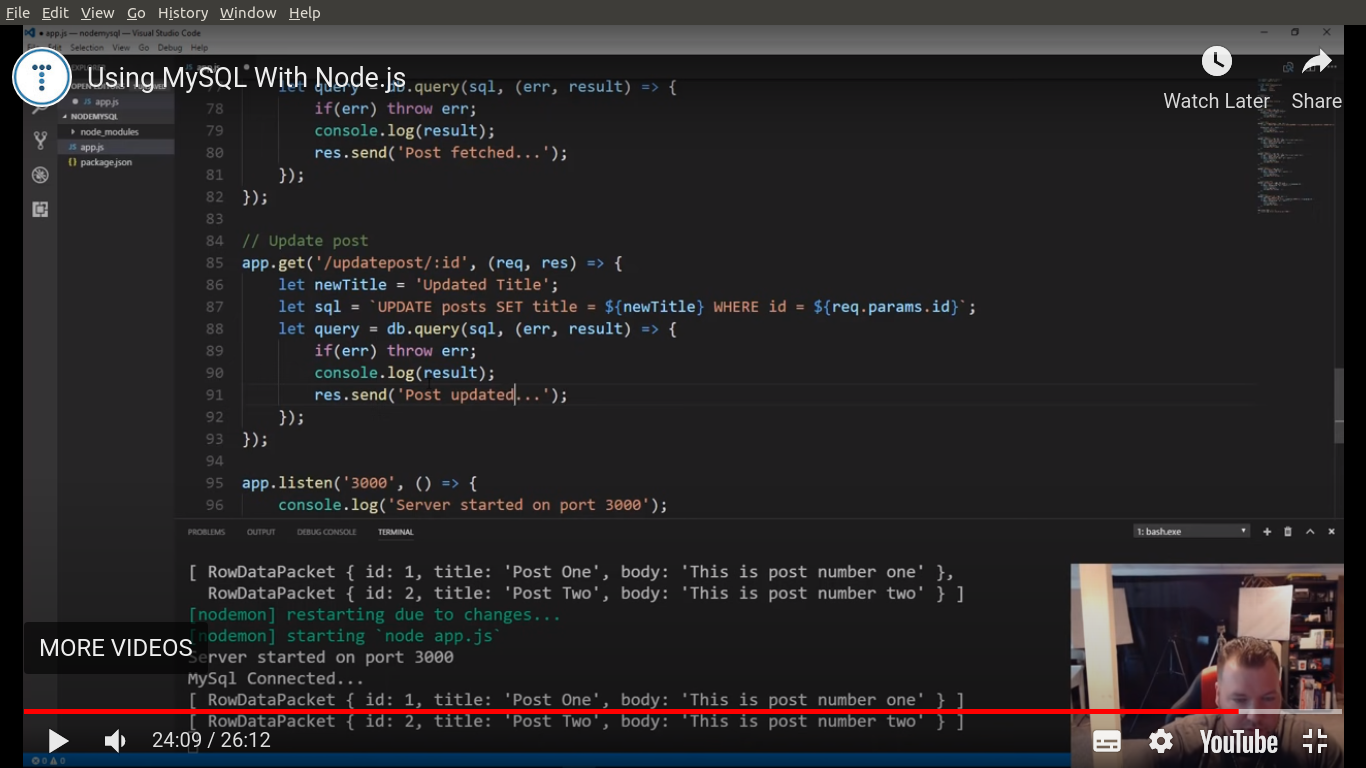 File Edit View Go History Window Help
app.js — nodemysql — Visual Studio Code
File Edit Selection View Go Debug Help
Using MySQL With Node.js
Watch Later Share
OPEN EDITORS
app.js
NODEMYSQL
node_modules
app.js
package.json
let query = db.query(sql, (err, result) => {
78 if(err) throw err;
79 console.log(result);
80 res.send('Post fetched...');
81 });
82 });
83
84 // Update post
85 app.get('/updatepost/:id', (req, res) => {
86 let newTitle = 'Updated Title';
87 let sql = `UPDATE posts SET title = ${newTitle} WHERE id = ${req.params.id}`;
88 let query = db.query(sql, (err, result) => {
89 if(err) throw err;
90 console.log(result);
91 res.send('Post updated...');
92 });
93 });
94
95 app.listen('3000', () => {
96 console.log('Server started on port 3000');
PROBLEMS OUTPUT DEBUG CONSOLE TERMINAL 1: bash.exe
[ RowDataPacket { id: 1, title: 'Post One', body: 'This is post number one' },
RowDataPacket { id: 2, title: 'Post Two', body: 'This is post number two' } ]
[nodemon] restarting due to changes...
[nodemon] starting `node app.js`
Server started on port 3000
MySql Connected...
[ RowDataPacket { id: 1, title: 'Post One', body: 'This is post number one' } ]
[ RowDataPacket { id: 2, title: 'Post Two', body: 'This is post number two' } ]
MORE VIDEOS
24:09 / 26:12
YouTube
0 0